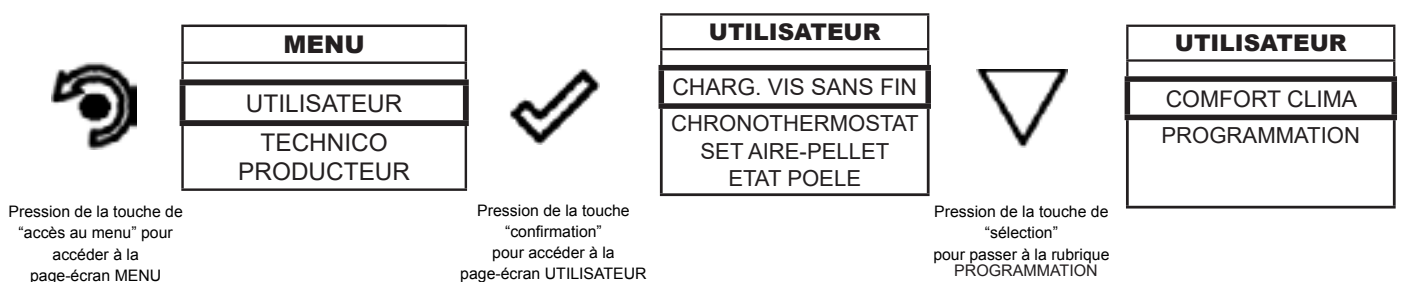 MENU
UTILISATEUR
TECHNICO
PRODUCTEUR
Pression de la touche de
“accès au menu” pour
accéder à la
page-écran MENU
Pression de la touche
“confirmation”
pour accéder à la
page-écran UTILISATEUR
UTILISATEUR
CHARG. VIS SANS FIN
CHRONOTHERMOSTAT
SET AIRE-PELLET
ETAT POELE
Pression de la touche de
“sélection”
pour passer à la rubrique
PROGRAMMATION
UTILISATEUR
COMFORT CLIMA
PROGRAMMATION